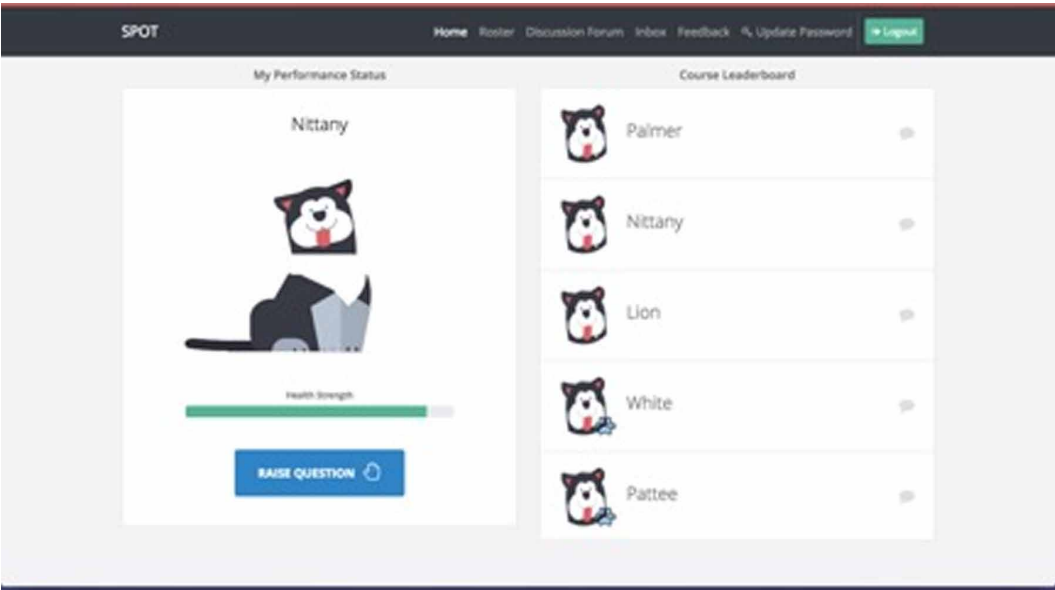 SPOT
Home Roster Discussion Forum Inbox Feedback Update Password Logout
My Performance Status
Nittany
Health Strength
RAISE QUESTION
Course Leaderboard
Palmer
Nittany
Lion
White
Pattee